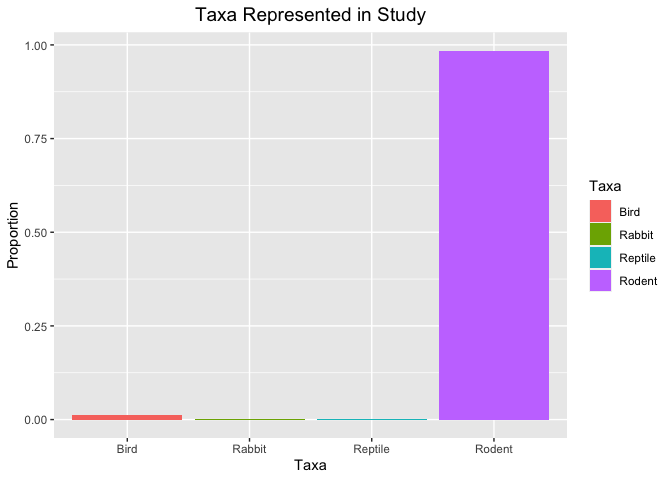 Taxa Represented in Study
1.00
0.75
0.50
0.25
0.00
Proportion
Bird
Rabbit
Reptile
Rodent
Taxa
Taxa
Bird
Rabbit
Reptile
Rodent